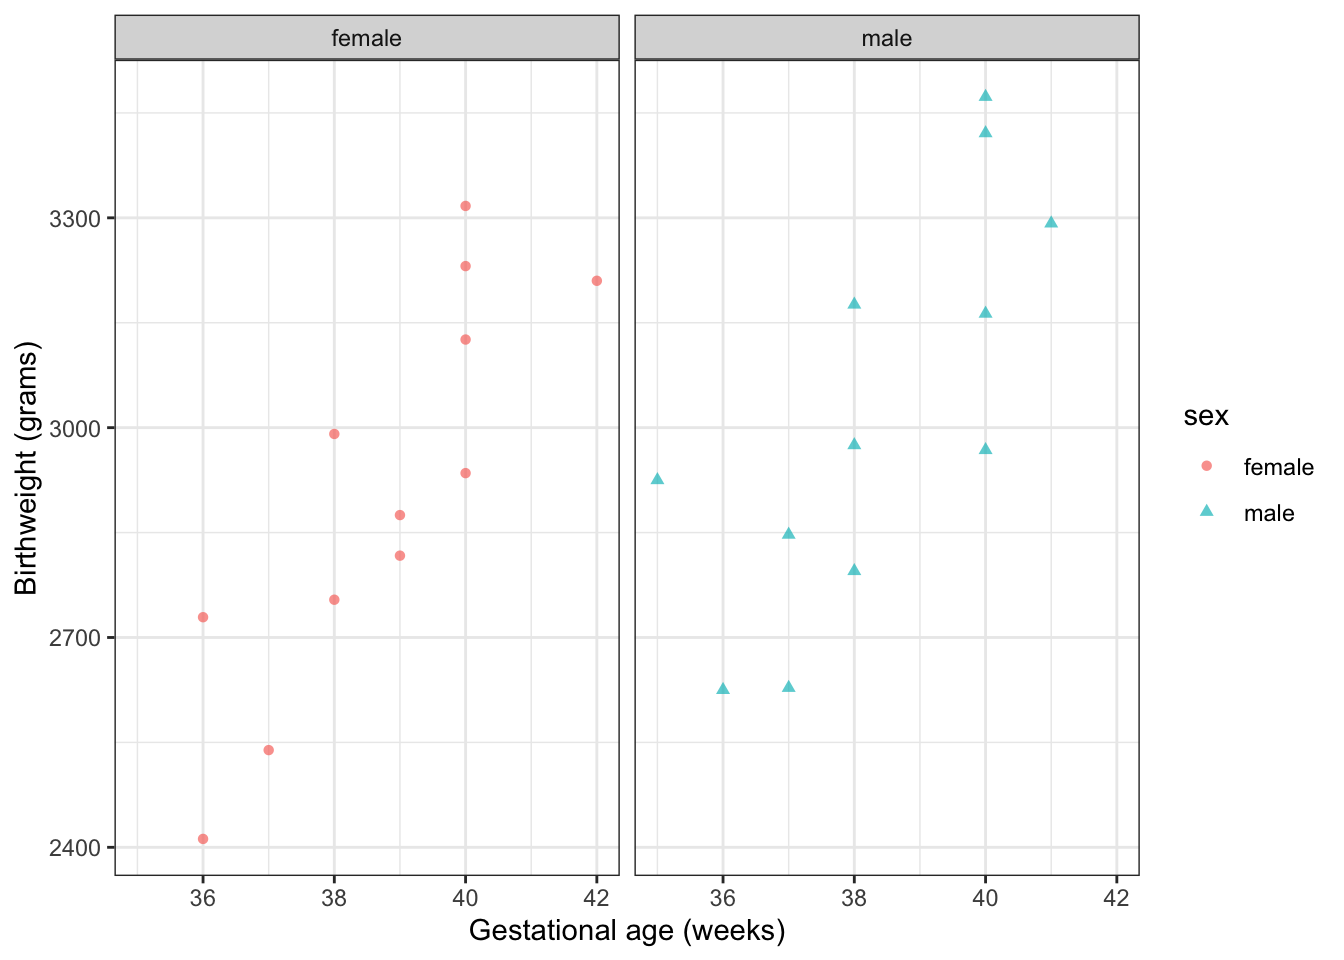 female male
3300
3000
2700
2400
Birthweight (grams)
36 38 40 42 36 38 40 42
Gestational age (weeks)
sex
female
male